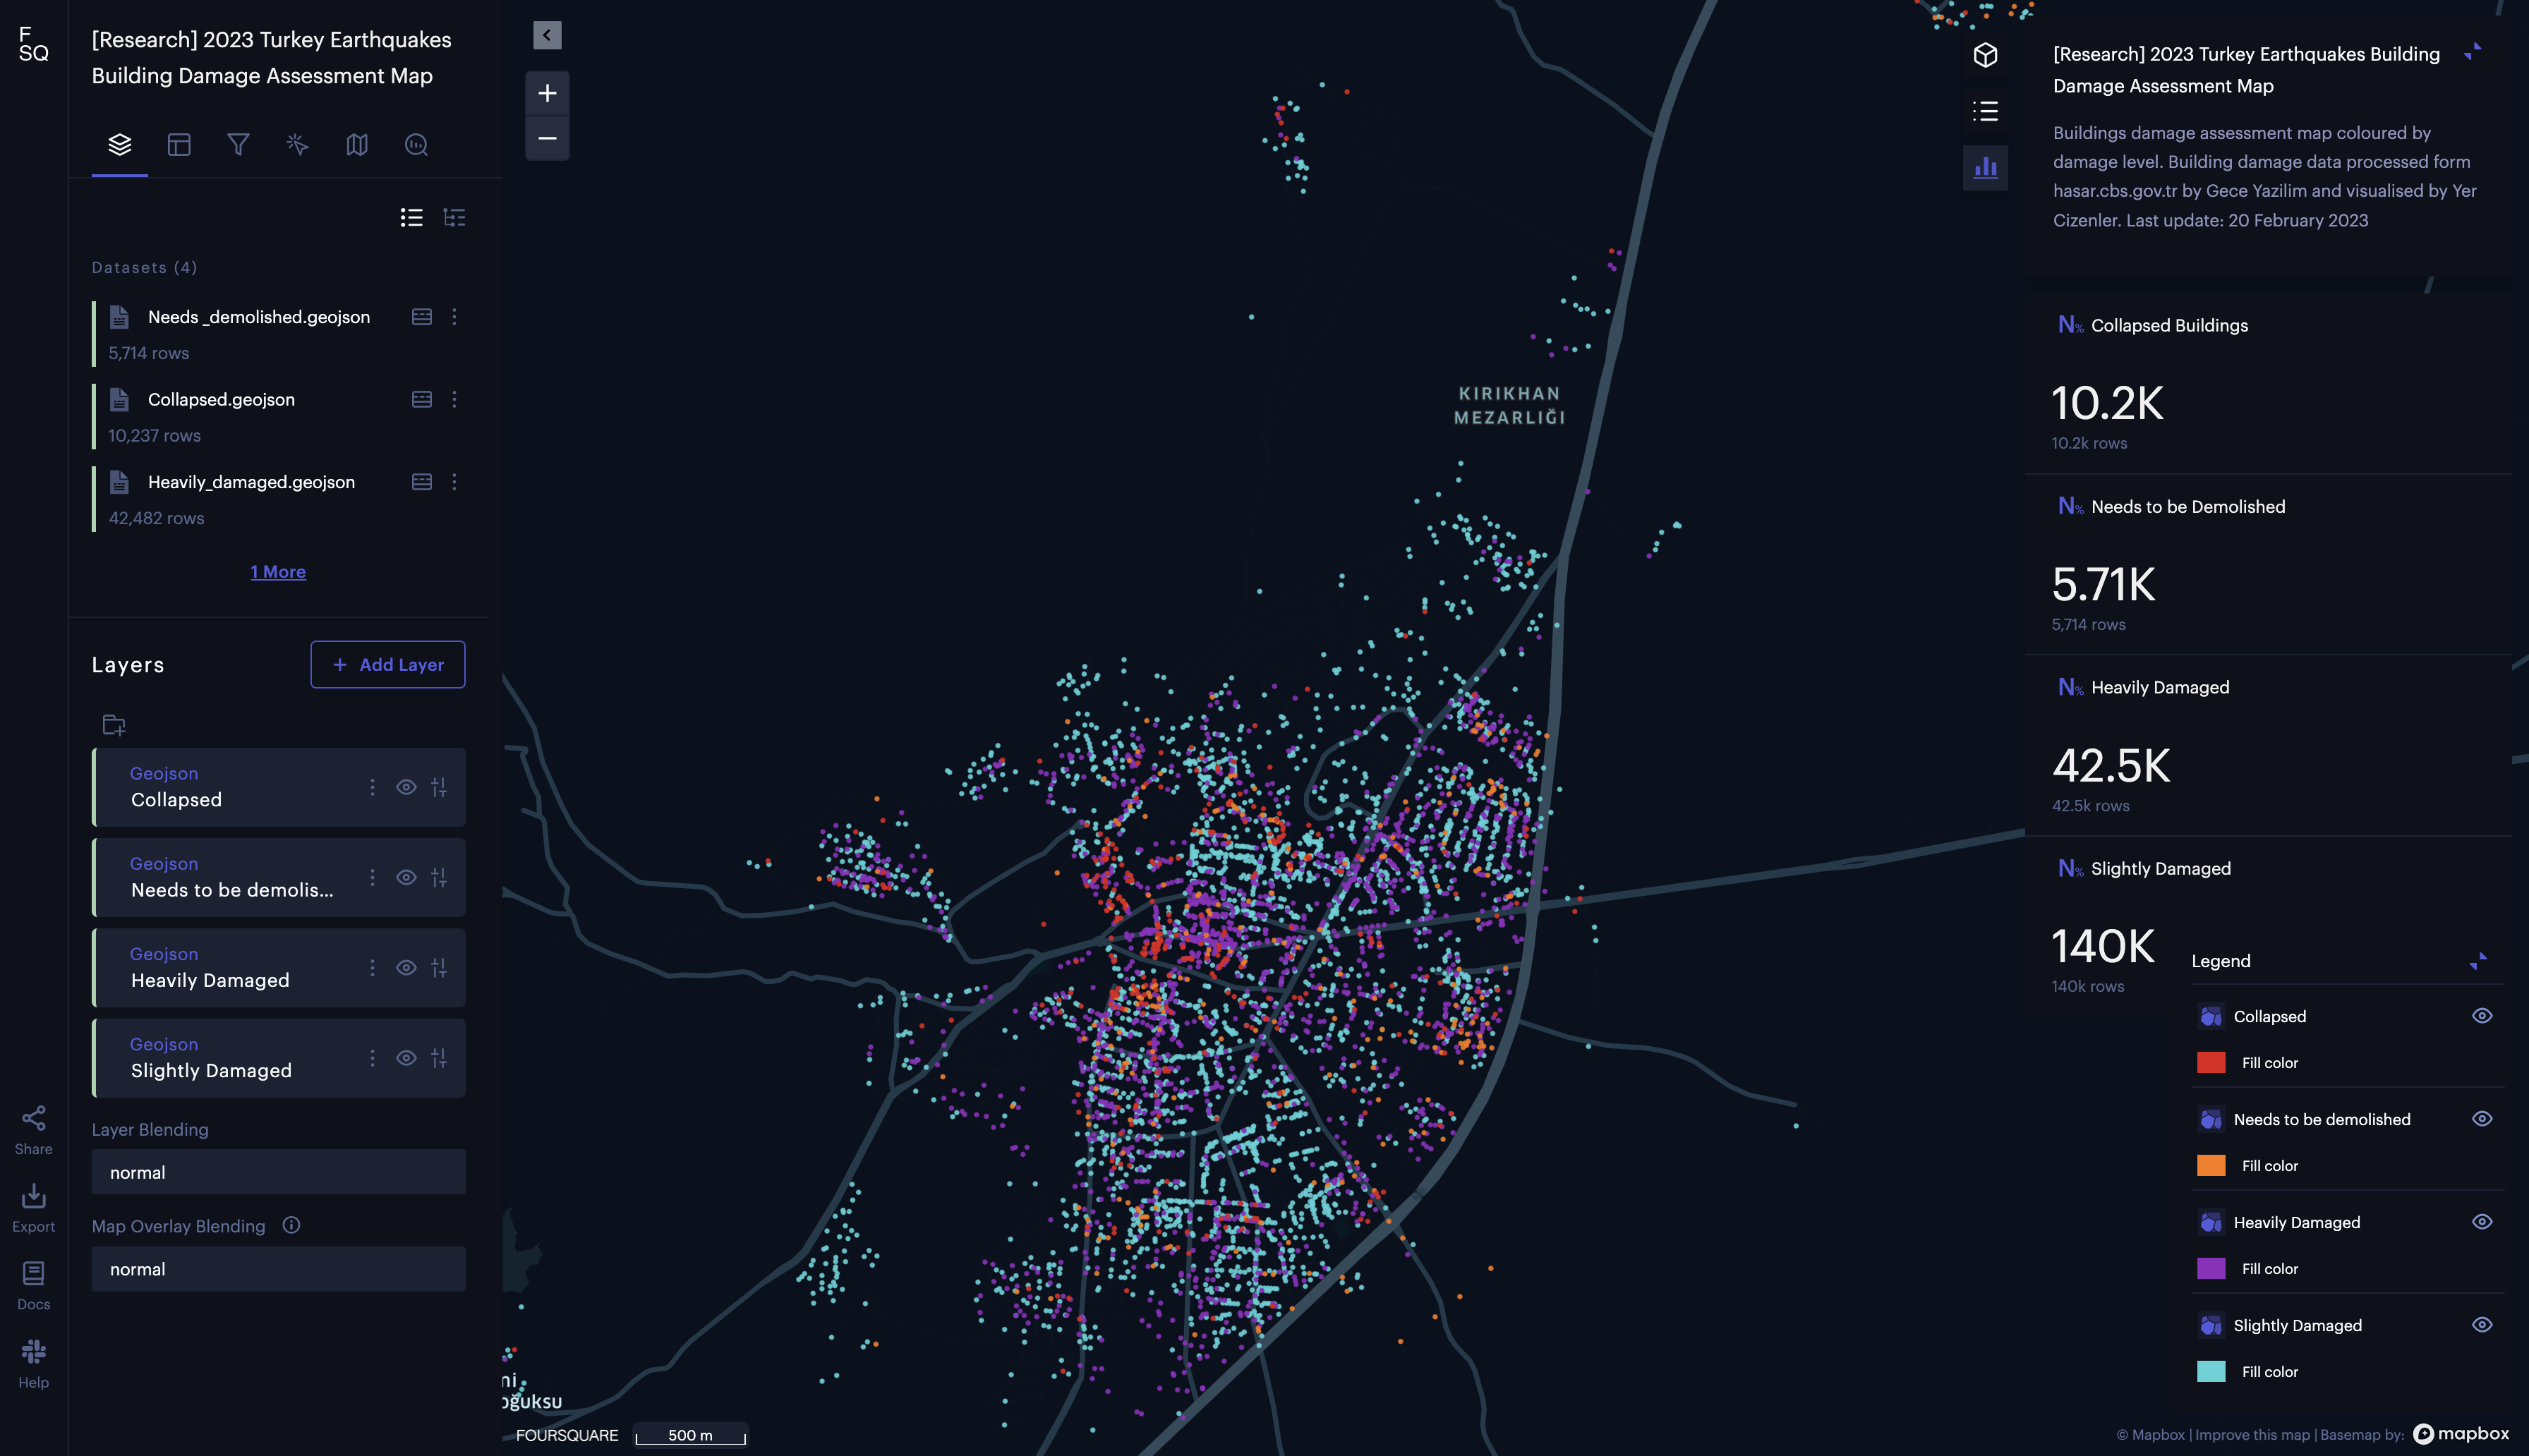 F
SQ
[Research] 2023 Turkey Earthquakes
Building Damage Assessment Map
Datasets (4)
Needs _demolished.geojson
5,714 rows
Collapsed.geojson
10,237 rows
Heavily_damaged.geojson
42,482 rows
1 More
Layers
+ Add Layer
Geojson
Collapsed
Geojson
Needs to be demolis...
Geojson
Heavily Damaged
Geojson
Slightly Damaged
Layer Blending
normal
Map Overlay Blending
normal
Share
Export
Docs
Help
KIRIKHAN
MEZARLIĞI
ni
oğuksu
FOURSQUARE
500 m
[Research] 2023 Turkey Earthquakes Building
Damage Assessment Map
Buildings damage assessment map coloured by
damage level. Building damage data processed form
hasar.cbs.gov.tr by Gece Yazilim and visualised by Yer
Cizenler. Last update: 20 February 2023
N% Collapsed Buildings
10.2K
10.2k rows
N% Needs to be Demolished
5.71K
5,714 rows
N% Heavily Damaged
42.5K
42.5k rows
N% Slightly Damaged
140K
140k rows
Legend
Collapsed
Fill color
Needs to be demolished
Fill color
Heavily Damaged
Fill color
Slightly Damaged
Fill color
© Mapbox | Improve this map | Basemap by: mapbox